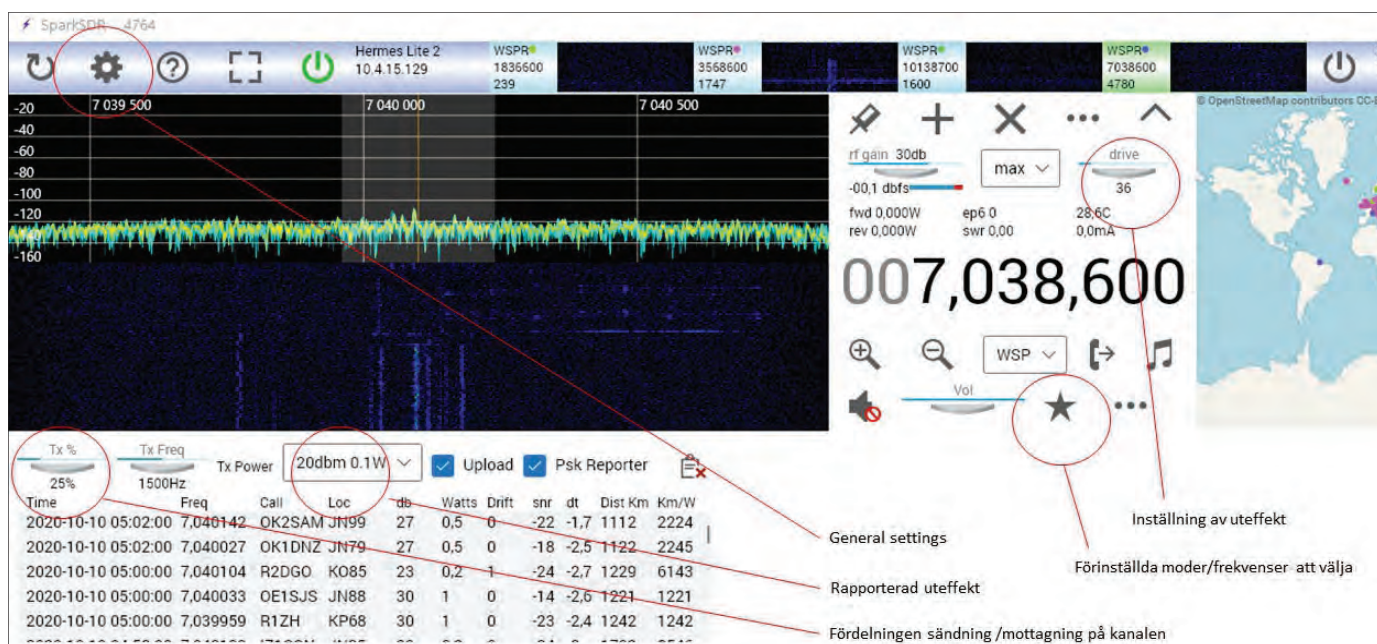 SparkSDR 4764
Hermes Lite 2
10.4.15.129
WSPR
1836600
239
WSPR
3568600
1747
WSPR
10138700
1600
WSPR
7038600
4780
7 039 500
7 040 000
7 040 500
-20
-40
-60
-80
-100
-120
-140
-160
rf gain 30db
max
drive
36
-00,1 dbfs
fwd 0,000W ep6 0 28,6C
rev 0,000W swr 0,00 0,0mA
007,038,600
WSP
Vol
© OpenStreetMap contributors CC-
Tx %
25%
Tx Freq
1500Hz
Tx Power
20dbm 0.1W
Upload
Psk Reporter
Time Freq Call Loc db Watts Drift snr dt Dist Km Km/W
2020-10-10 05:02:00 7,040142 OK2SAM JN99 27 0,5 0 -22 -1,7 1112 2224
2020-10-10 05:02:00 7,040027 OK1DNZ JN79 27 0,5 0 -18 -2,5 1122 2245
2020-10-10 05:00:00 7,040104 R2DGO KO85 23 0,2 1 -24 -2,7 1229 6143
2020-10-10 05:00:00 7,040033 OE1SJS JN88 30 1 0 -14 -2,6 1221 1221
2020-10-10 05:00:00 7,039959 R1ZH KP68 30 1 0 -23 -2,4 1242 1242
General settings
Rapporterad uteffekt
Fördelningen sändning /mottagning på kanalen
Inställning av uteffekt
Förinställda moder/frekvenser att välja